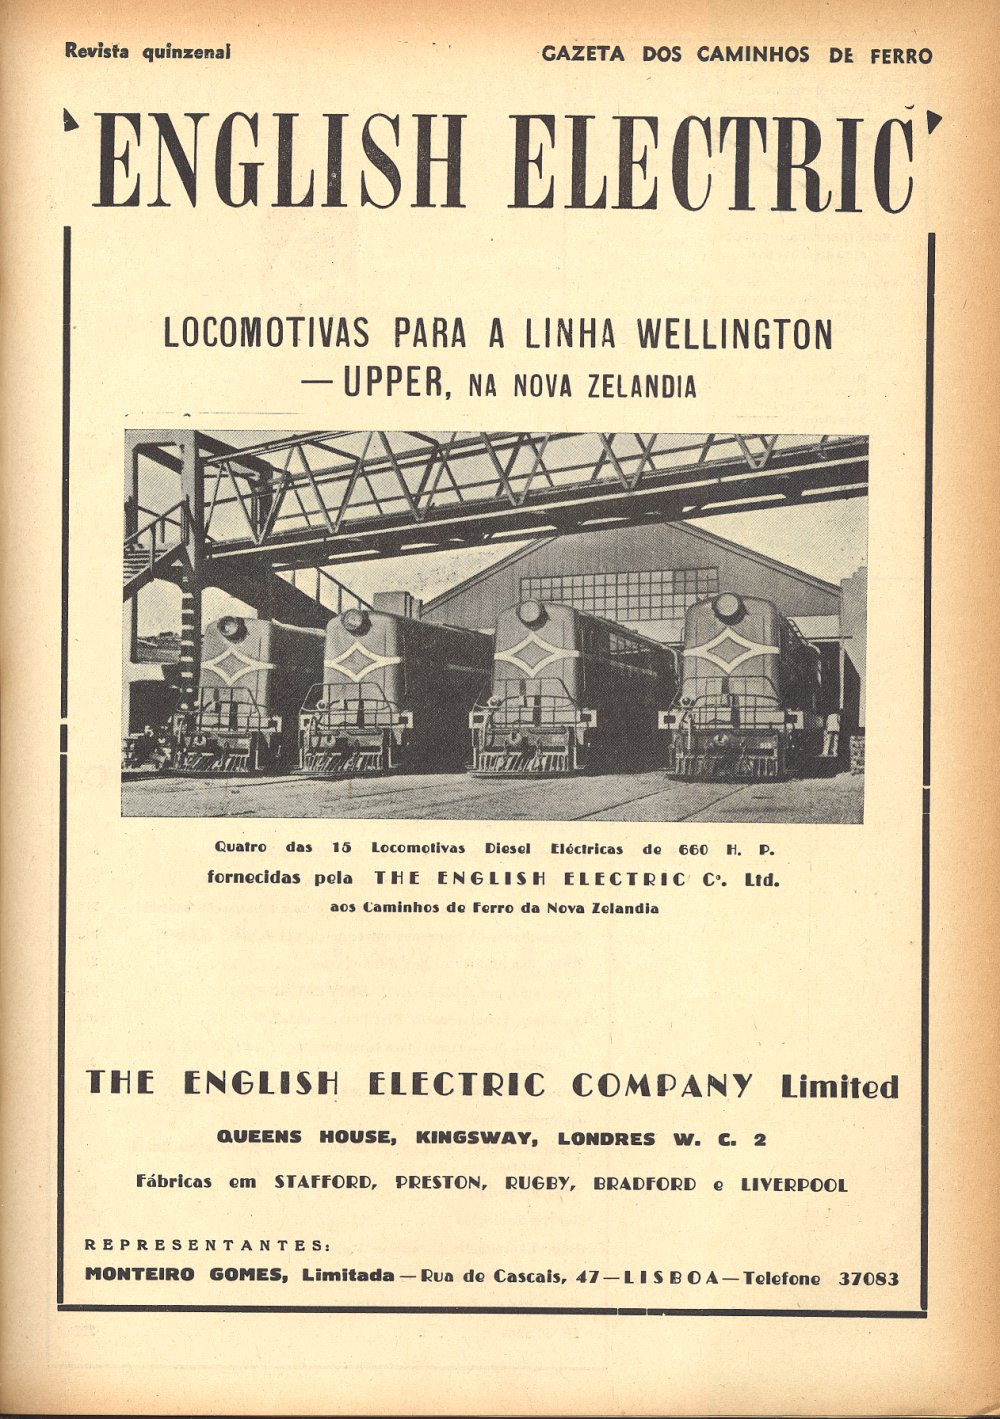 Revista quinzenal
GAZETA DOS CAMINHOS DE FERRO
'ENGLISH ELECTRIC'
LOCOMOTIVAS PARA A LINHA WELLINGTON
— UPPER, NA NOVA ZELANDIA
Quatro das 15 Locomotivas Diesel Eléctricas de 660 H. P.
fornecidas pela THE ENGLISH ELECTRIC Cº. Ltd.
aos Caminhos de Ferro da Nova Zelandia
THE ENGLISH ELECTRIC COMPANY Limited
QUEENS HOUSE, KINGSWAY, LONDRES W. C. 2
Fábricas em STAFFORD, PRESTON, RUGBY, BRADFORD e LIVERPOOL
REPRESENTANTES:
MONTEIRO GOMES, Limitada — Rua de Cascais, 47 — LISBOA — Telefone 37083